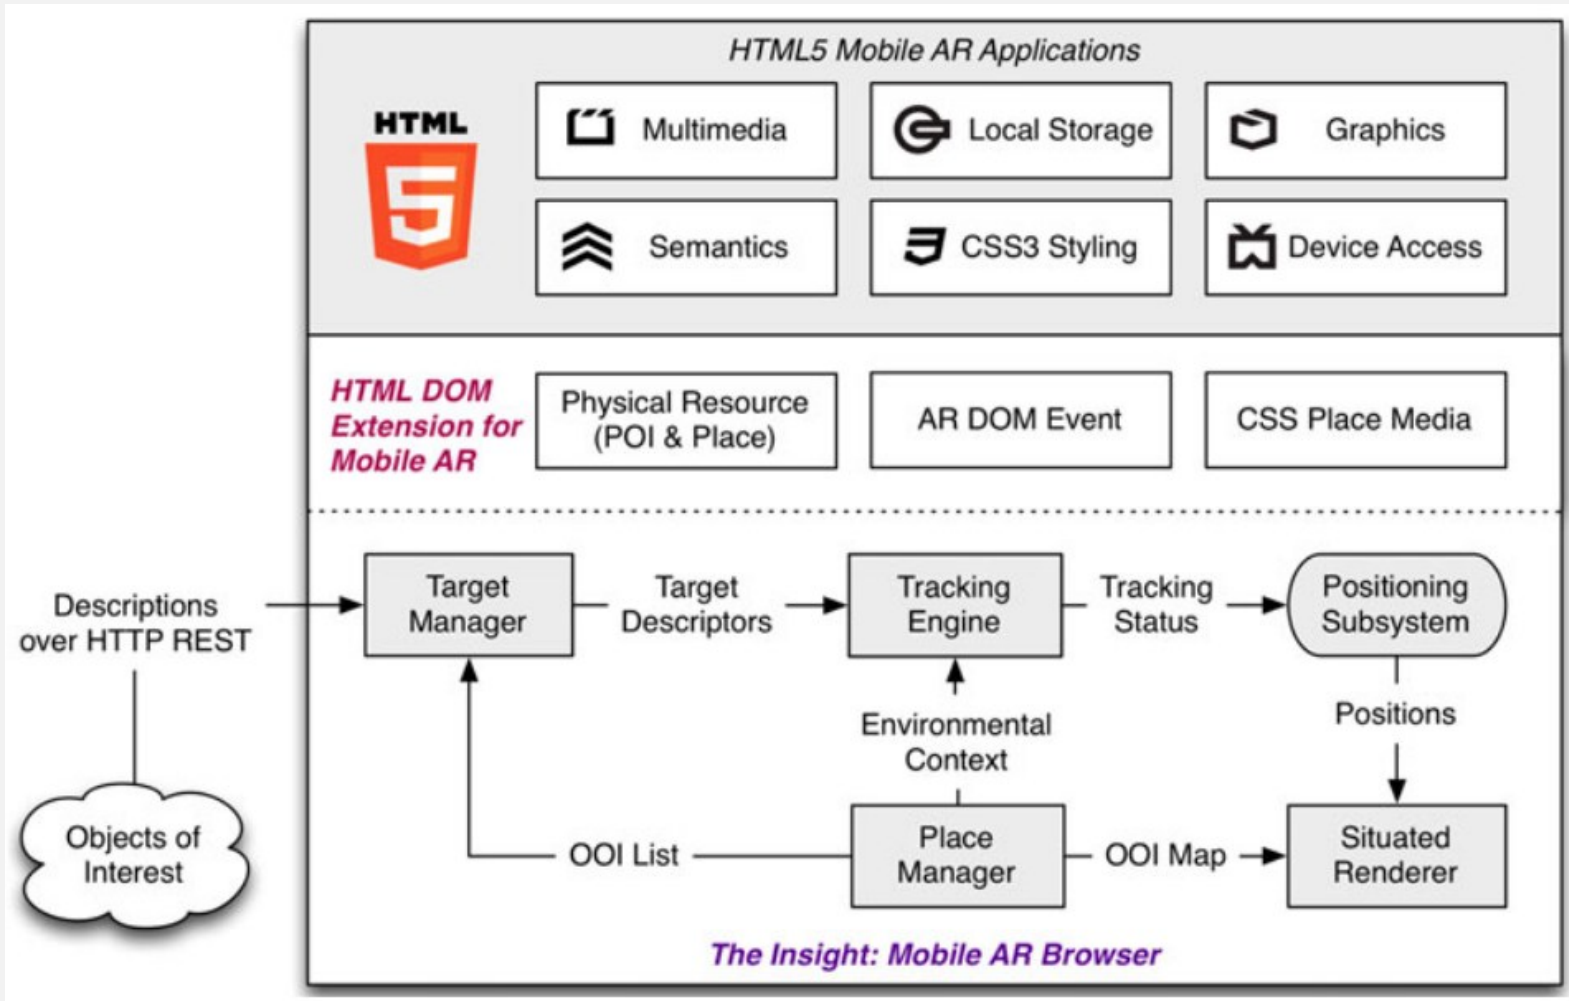 HTML5 Mobile AR Applications
HTML
5
Multimedia
Local Storage
Graphics
Semantics
CSS3 Styling
Device Access
HTML DOM
Extension for
Mobile AR
Physical Resource
(POI & Place)
AR DOM Event
CSS Place Media
Descriptions
over HTTP REST
Target
Manager
Target
Descriptors
Tracking
Engine
Tracking
Status
Positioning
Subsystem
Environmental
Context
Positions
Objects of
Interest
OOI List
Place
Manager
OOI Map
Situated
Renderer
The Insight: Mobile AR Browser